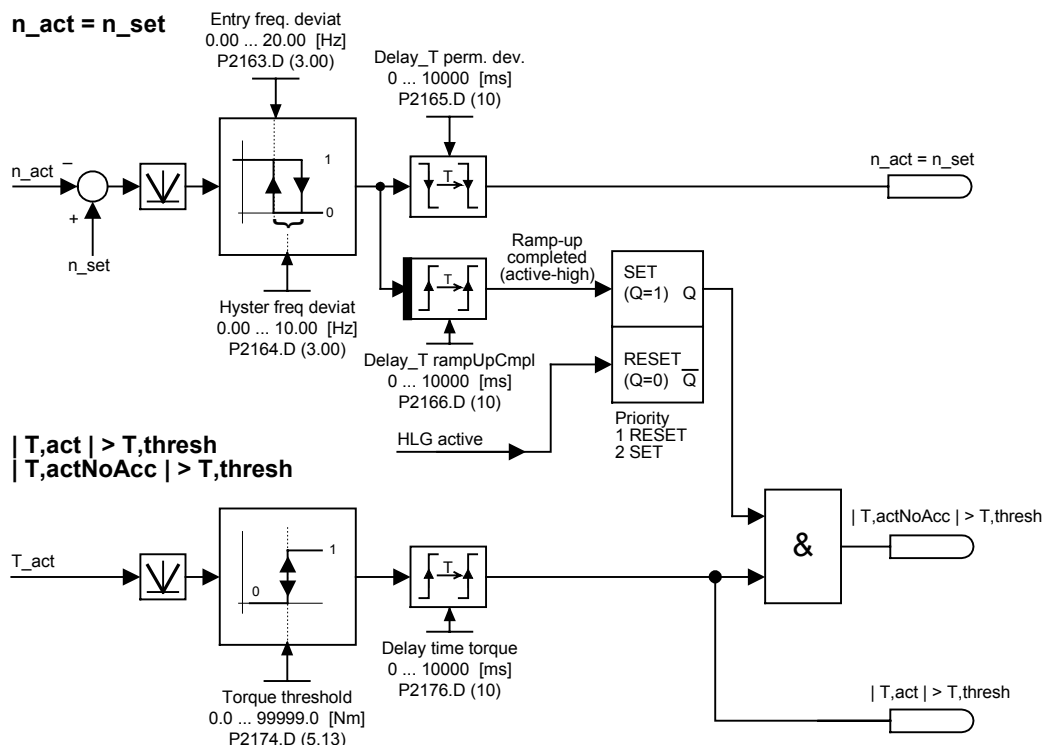 n_act = n_set
Entry freq. deviat
0.00 ... 20.00 [Hz]
P2163.D (3.00)
Delay_T perm. dev.
0 ... 10000 [ms]
P2165.D (10)
n_act
−
+
n_set
1
0
T
n_act = n_set
Hyster freq deviat
0.00 ... 10.00 [Hz]
P2164.D (3.00)
T
Delay_T rampUpCmpl
0 ... 10000 [ms]
P2166.D (10)
Ramp-up
completed
(active-high)
SET
(Q=1) Q
RESET
(Q=0) Q̅
Priority
1 RESET
2 SET
HLG active
| T,act | > T,thresh
| T,actNoAcc | > T,thresh
T_act
1
0
T
Torque threshold
0.0 ... 99999.0 [Nm]
P2174.D (5.13)
Delay time torque
0 ... 10000 [ms]
P2176.D (10)
&
| T,actNoAcc | > T,thresh
| T,act | > T,thresh